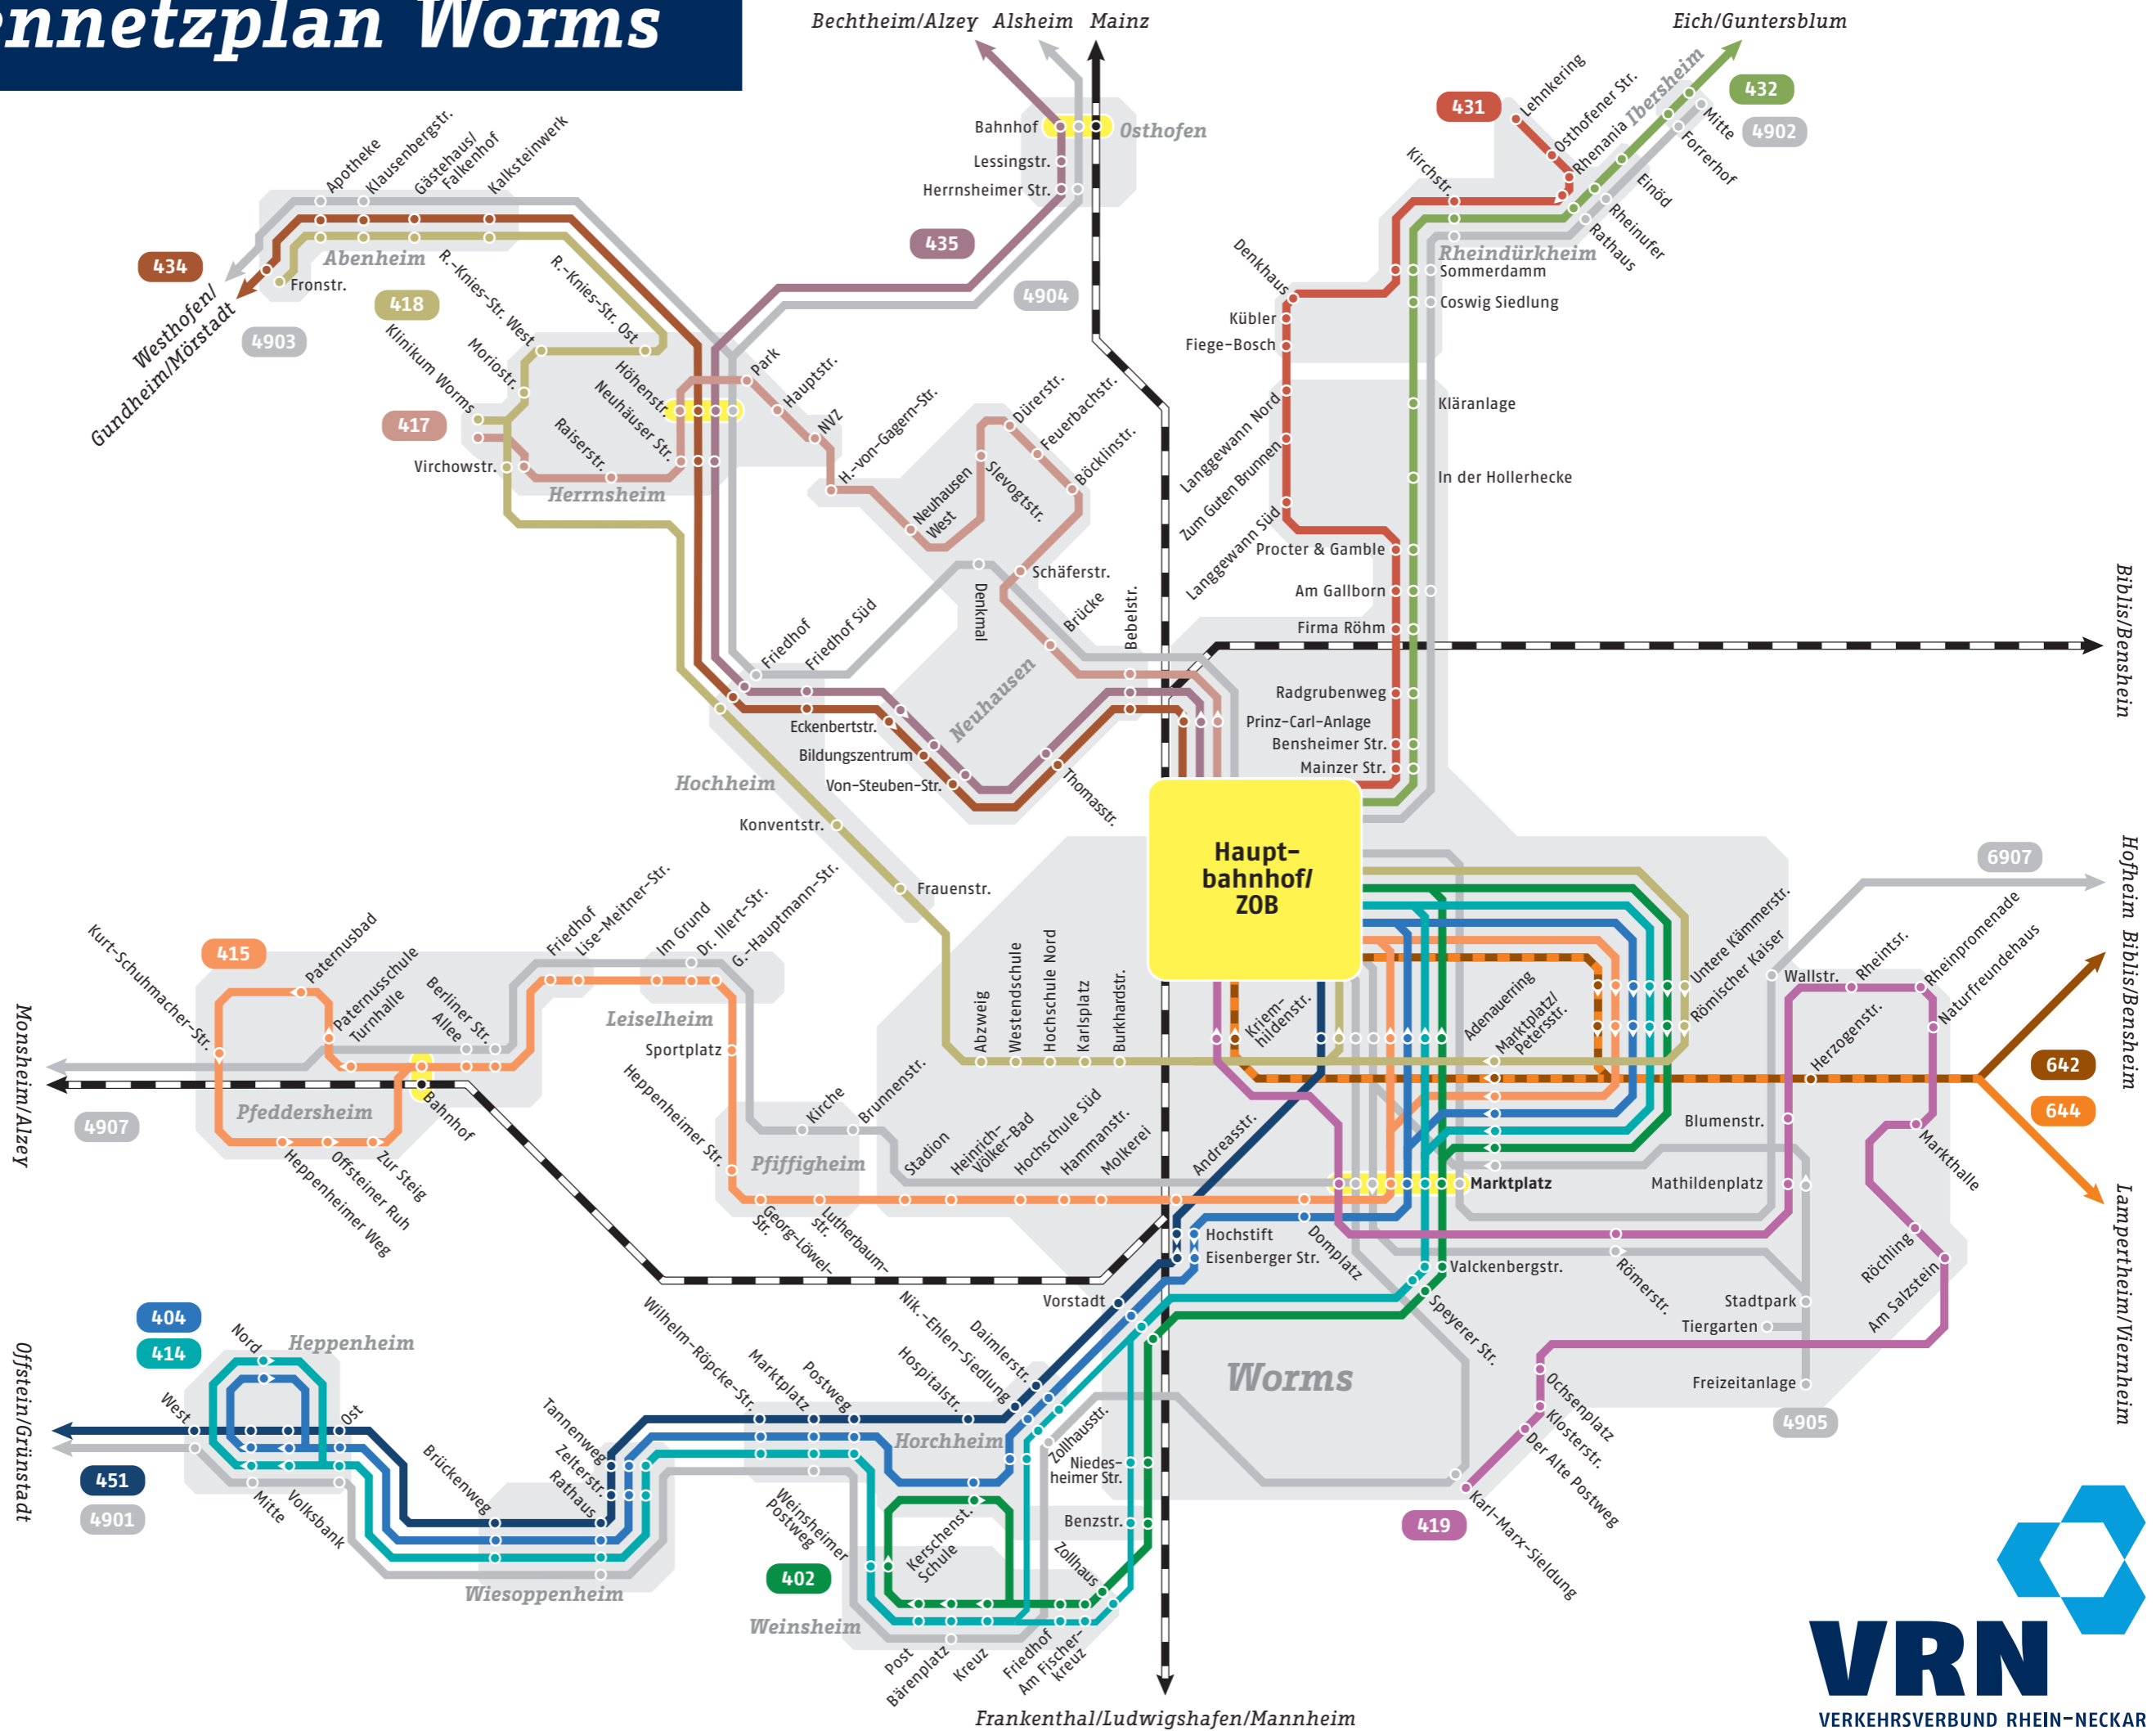 ennetzplan Worms
Bechtheim/Alzey
Alsheim
Mainz
Eich/Guntersblum
Bahnhof
Osthofen
Lessingstr.
Herrnsheimer Str.
435
4904
431
Lehnkering
Osthofener Str.
Rhenania
Ibersheim
432
4902
Mitte
Forrerhof
Einöd
Rheinufer
Rathaus
Kirchstr.
Rheindürkheim
Sommerdamm
Coswig Siedlung
Denkhaus
Kübler
Fiege-Bosch
Langgewann Nord
Zum Guten Brunnen
Langgewann Süd
Kläranlage
In der Hollerhecke
Procter & Gamble
Am Gallborn
Firma Röhm
Radgrubenweg
Prinz-Carl-Anlage
Bensheimer Str.
Mainzer Str.
Biblis/Bensheim
Apotheke
Klausenbergstr.
Gästehaus/
Falkenhof
Kalksteinwerk
Abenheim
434
Fronstr.
418
4903
Westhofen/
Gundheim/Mörstadt
R.-Knies-Str. West
R.-Knies-Str. Ost
Klinikum Worms
Moriostr.
417
Virchowstr.
Raiserstr.
Höhenstr.
Neuhäuser Str.
Herrnsheim
Park
Hauptstr.
NVZ
H.-von-Gagern-Str.
Neuhausen
West
Slevogtstr.
Dürerstr.
Feuerbachstr.
Böcklinstr.
Schäferstr.
Denkmal
Brücke
Bebelstr.
Friedhof
Friedhof Süd
Neuhausen
Eckenbertstr.
Bildungszentrum
Von-Steuben-Str.
Thomasstr.
Hochheim
Konventstr.
Frauenstr.
Haupt-
bahnhof/
ZOB
6907
Hofheim
Biblis/Bensheim
642
644
Lampertheim/Viernheim
Abzweig
Westendschule
Hochschule Nord
Karlsplatz
Burkhardstr.
Kriem-
hildenstr.
Adenauerring
Marktplatz/
Petersstr.
Untere Kämmerstr.
Römischer Kaiser
Wallstr.
Rheintsr.
Rheinpromenade
Naturfreundehaus
Herzogenstr.
Blumenstr.
Markthalle
Mathildenplatz
Röchling
Am Salzstein
Römerstr.
Stadtpark
Tiergarten
Freizeitanlage
4905
Kurt-Schuhmacher-Str.
415
Paternusbad
Paternusschule
Turnhalle
Berliner Str.
Allee
Friedhof
Lise-Meitner-Str.
Im Grund
Dr. Illert-Str.
G.-Hauptmann-Str.
Leiselheim
Sportplatz
Monsheim/Alzey
4907
Pfeddersheim
Bahnhof
Heppenheimer Weg
Offsteiner Ruh
Zur Steig
Heppenheimer Str.
Kirche
Brunnenstr.
Pfiffigheim
Georg-Löwel-
Str.
Lutherbaum-
str.
Stadion
Heinrich-
Völker-Bad
Hochschule Süd
Hammanstr.
Molkerei
Andreasstr.
Marktplatz
Hochstift
Eisenberger Str.
Domplatz
Valckenbergstr.
Speyerer Str.
Vorstadt
Worms
404
414
Nord
Heppenheim
West
Ost
451
4901
Offstein/Grünstadt
Mitte
Volksbank
Brückenweg
Tannenweg
Zelterstr.
Rathaus
Wiesoppenheim
Wilhelm-Röpcke-Str.
Marktplatz
Postweg
Hospitalstr.
Nik.-Ehlen-Siedlung
Daimlerstr.
Horchheim
Zollhausstr.
Niedes-
heimer Str.
Benzstr.
Zollhaus
Weinsheimer
Postweg
402
Kerschenst.
Schule
Weinsheim
Post
Bärenplatz
Kreuz
Friedhof
Am Fischer-
kreuz
419
Ochsenplatz
Klosterstr.
Der Alte Postweg
Karl-Marx-Sieldung
Frankenthal/Ludwigshafen/Mannheim
VRN
VERKEHRSVERBUND RHEIN-NECKAR